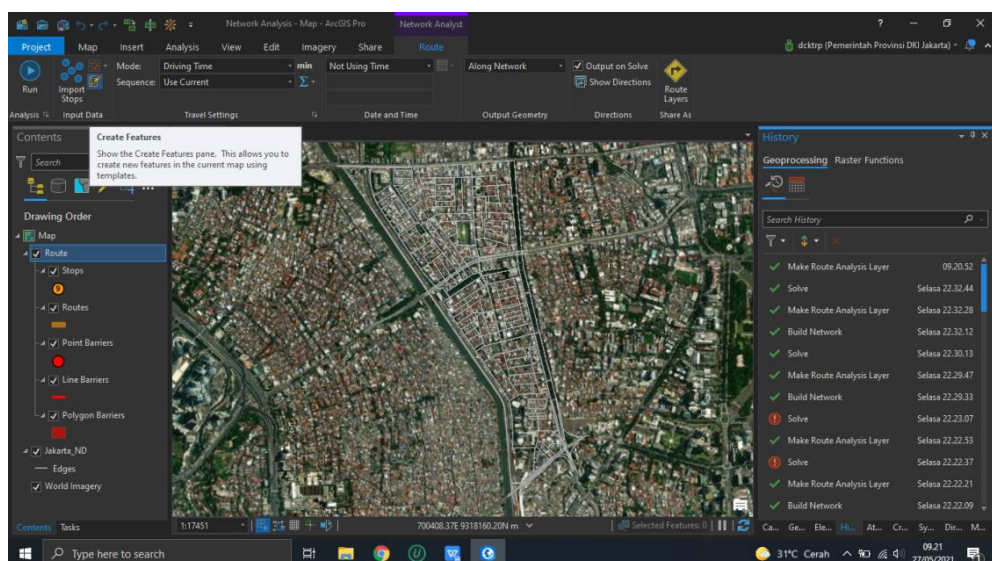 Network Analysis - Map - ArcGIS Pro
Network Analyst
?
Project Map Insert Analysis View Edit Imagery Share Route
dcktrp (Pemerintah Provinsi DKI Jakarta)
Run
Import Stops
Mode: Driving Time
Sequence: Use Current
min
Not Using Time
Along Network
Output on Solve
Show Directions
Route Layers
Analysis Input Data Travel Settings Date and Time Output Geometry Directions Share As
Contents
Create Features
Show the Create Features pane. This allows you to
create new features in the current map using
templates.
Search
Drawing Order
Map
Route
Stops
9
Routes
Point Barriers
Line Barriers
Polygon Barriers
Jakarta_ND
Edges
World Imagery
Contents Tasks
1:17451
700408.37E 9318160.20N m
Selected Features: 0
History
Geoprocessing Raster Functions
Search History
Make Route Analysis Layer 09.20.52
Solve Selasa 22.32.44
Make Route Analysis Layer Selasa 22.32.28
Build Network Selasa 22.32.12
Solve Selasa 22.30.13
Make Route Analysis Layer Selasa 22.29.47
Build Network Selasa 22.29.33
Solve Selasa 22.23.07
Make Route Analysis Layer Selasa 22.22.53
Solve Selasa 22.22.37
Make Route Analysis Layer Selasa 22.22.21
Build Network Selasa 22.22.09
Ca... Ge... Ele... Hi... At... Cr... Sy... Dir... M...
Type here to search
31°C Cerah
09.21
27/05/2021